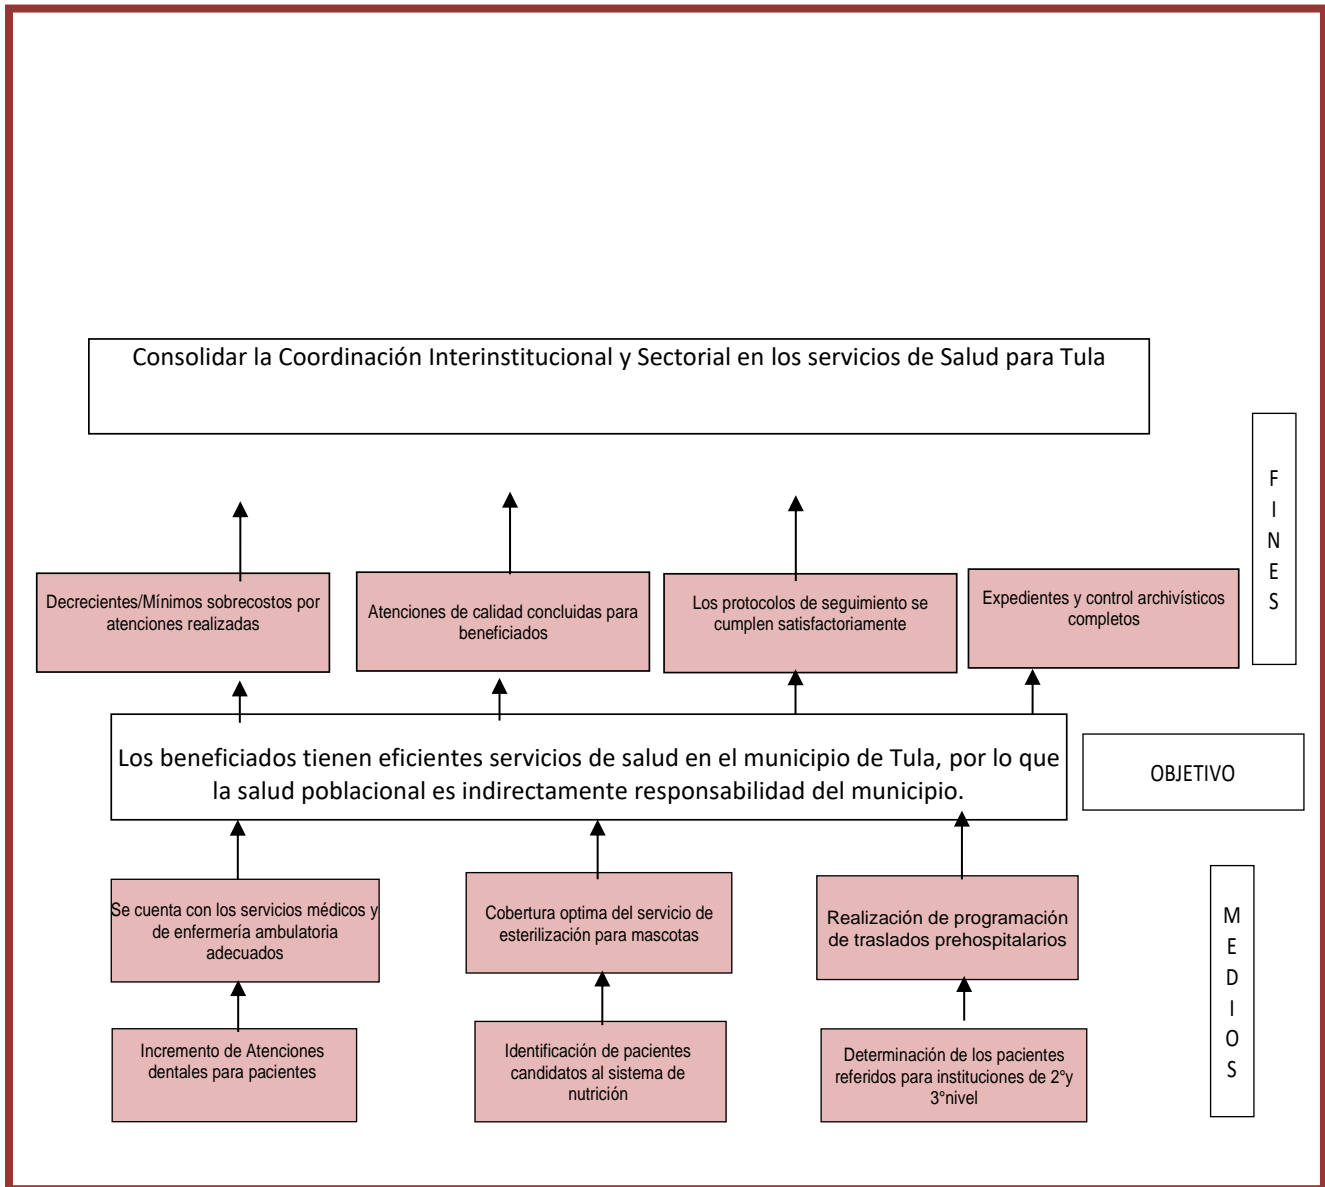 Consolidar la Coordinación Interinstitucional y Sectorial en los servicios de Salud para Tula
F
I
N
E
S
Decrecientes/Mínimos sobrecostos por
atenciones realizadas
Atenciones de calidad concluidas para
beneficiados
Los protocolos de seguimiento se
cumplen satisfactoriamente
Expedientes y control archivísticos
completos
Los beneficiados tienen eficientes servicios de salud en el municipio de Tula, por lo que
la salud poblacional es indirectamente responsabilidad del municipio.
OBJETIVO
Se cuenta con los servicios médicos y
de enfermería ambulatoria
adecuados
Cobertura optima del servicio de
esterilización para mascotas
Realización de programación
de traslados prehospitalarios
M
E
D
I
O
S
Incremento de Atenciones
dentales para pacientes
Identificación de pacientes
candidatos al sistema de
nutrición
Determinación de los pacientes
referidos para instituciones de 2°y
3°nivel